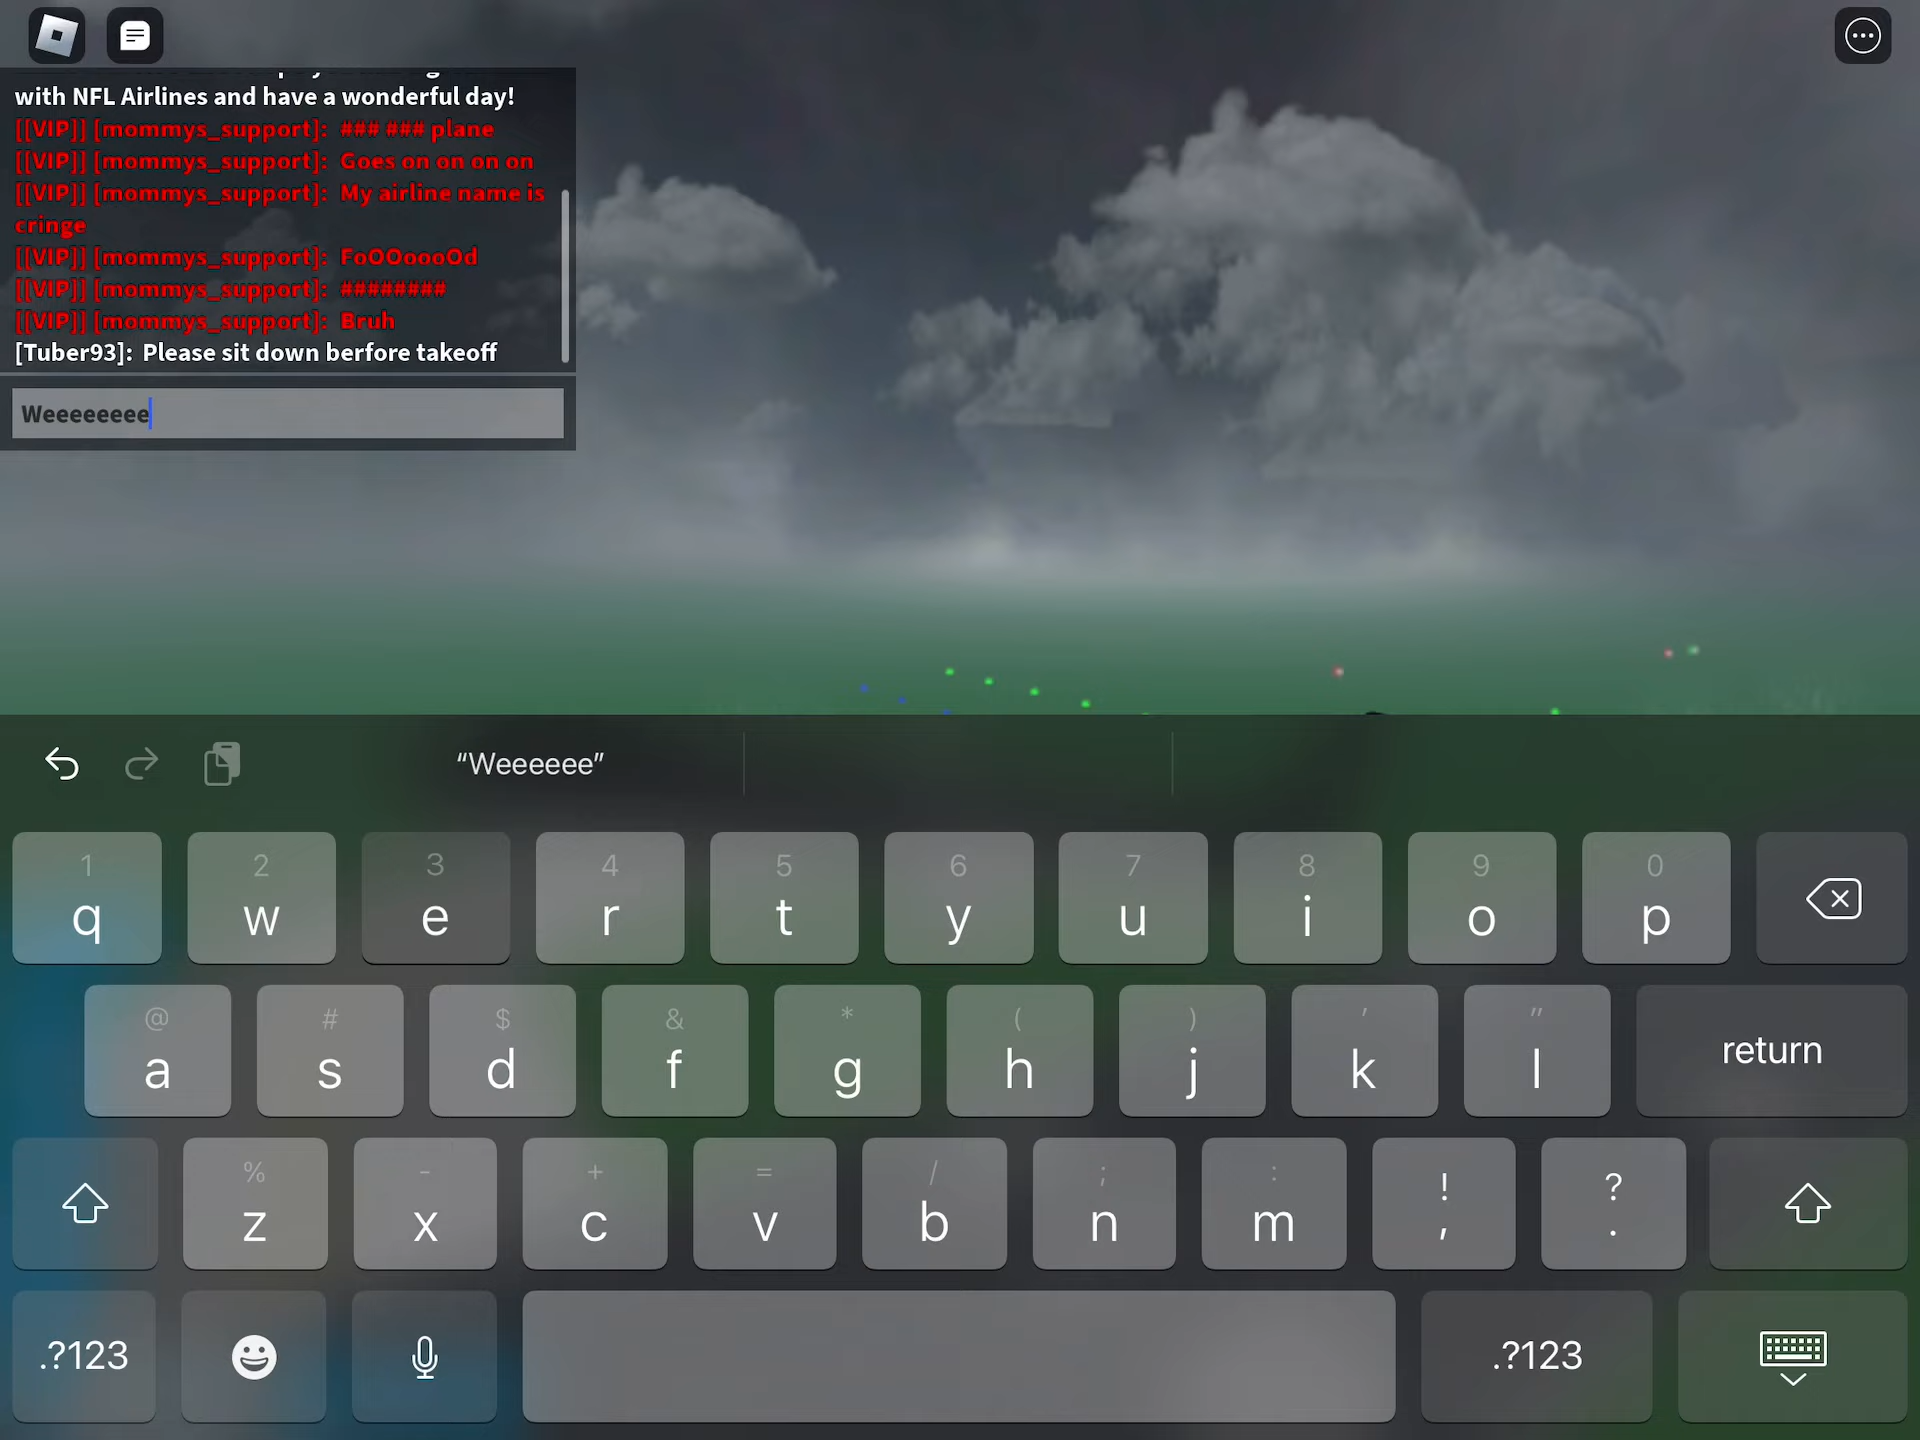 with NFL Airlines and have a wonderful day!
[[VIP]] [mommys_support]: ### ### plane
[[VIP]] [mommys_support]: Goes on on on on
[[VIP]] [mommys_support]: My airline name is
cringe
[[VIP]] [mommys_support]: FoOOoooOd
[[VIP]] [mommys_support]: ########
[[VIP]] [mommys_support]: Bruh
[Tuber93]: Please sit down berfore takeoff
Weeeeeeee
“Weeeeee”
1 2 3 4 5 6 7 8 9 0
q w e r t y u i o p
@ # $ & * ( ) ' "
a s d f g h j k l return
% - + = / ; : ! ?
z x c v b n m , .
.?123 .?123